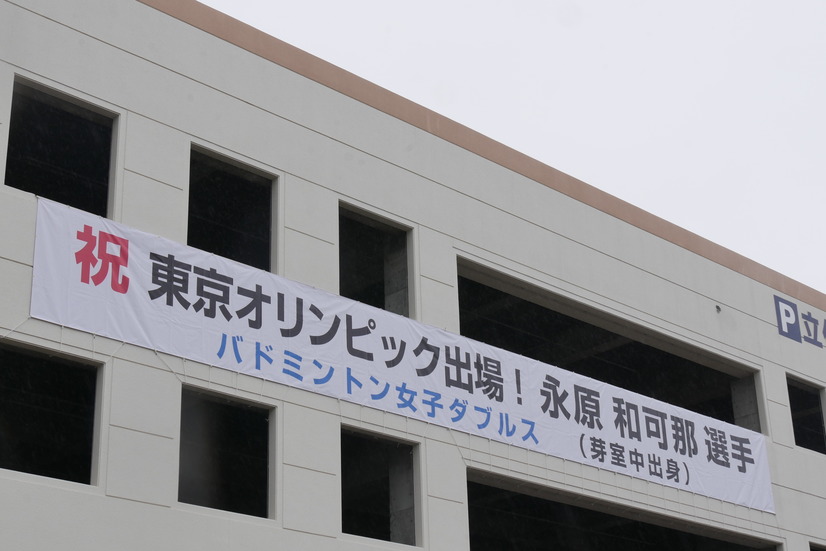 祝 東京オリンピック出場！永原 和可那 選手
バドミントン女子ダブルス
（芽室中出身）
P 立